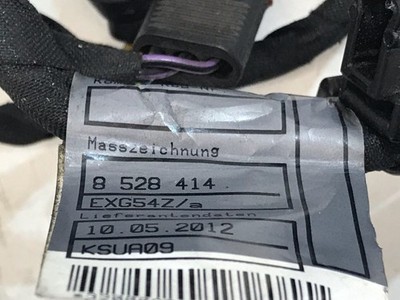 Masszeichnung
8 528 414
EXG54Z/a
Lieferantendaten
10.05.2012
KSUA09